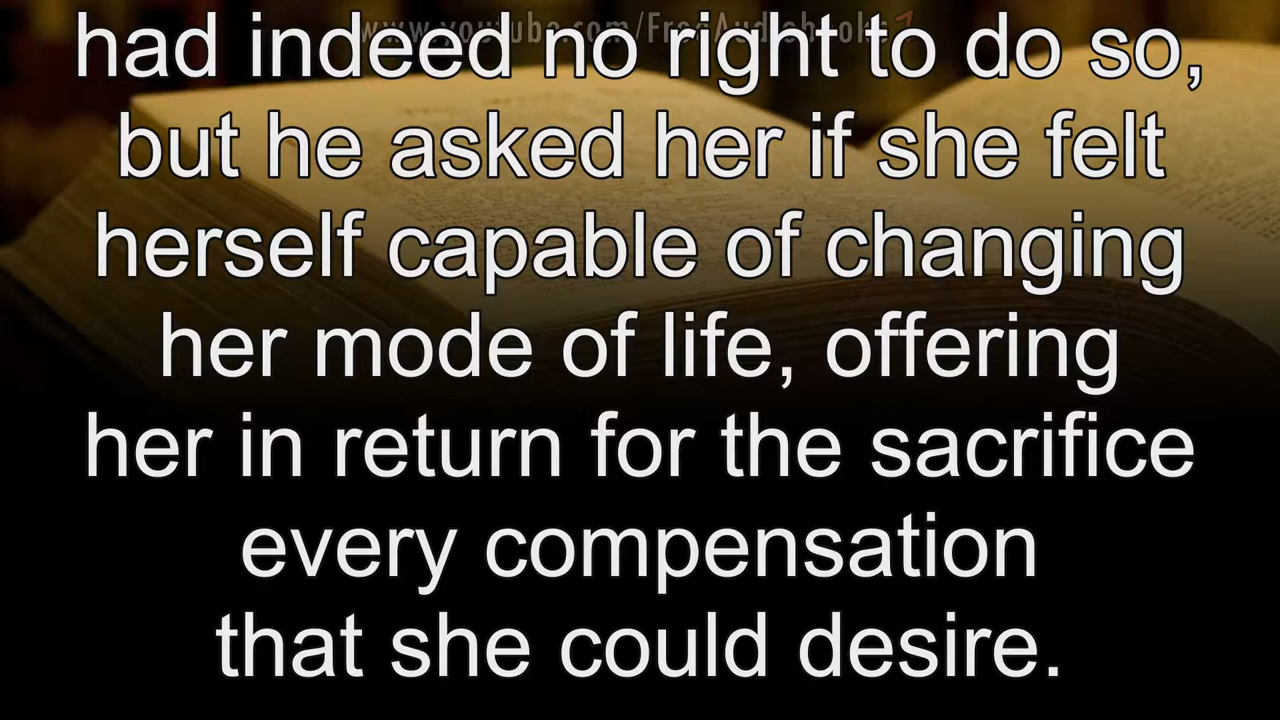 www.youtube.com/FreeAudiobooks
had indeed no right to do so,
but he asked her if she felt
herself capable of changing
her mode of life, offering
her in return for the sacrifice
every compensation
that she could desire.